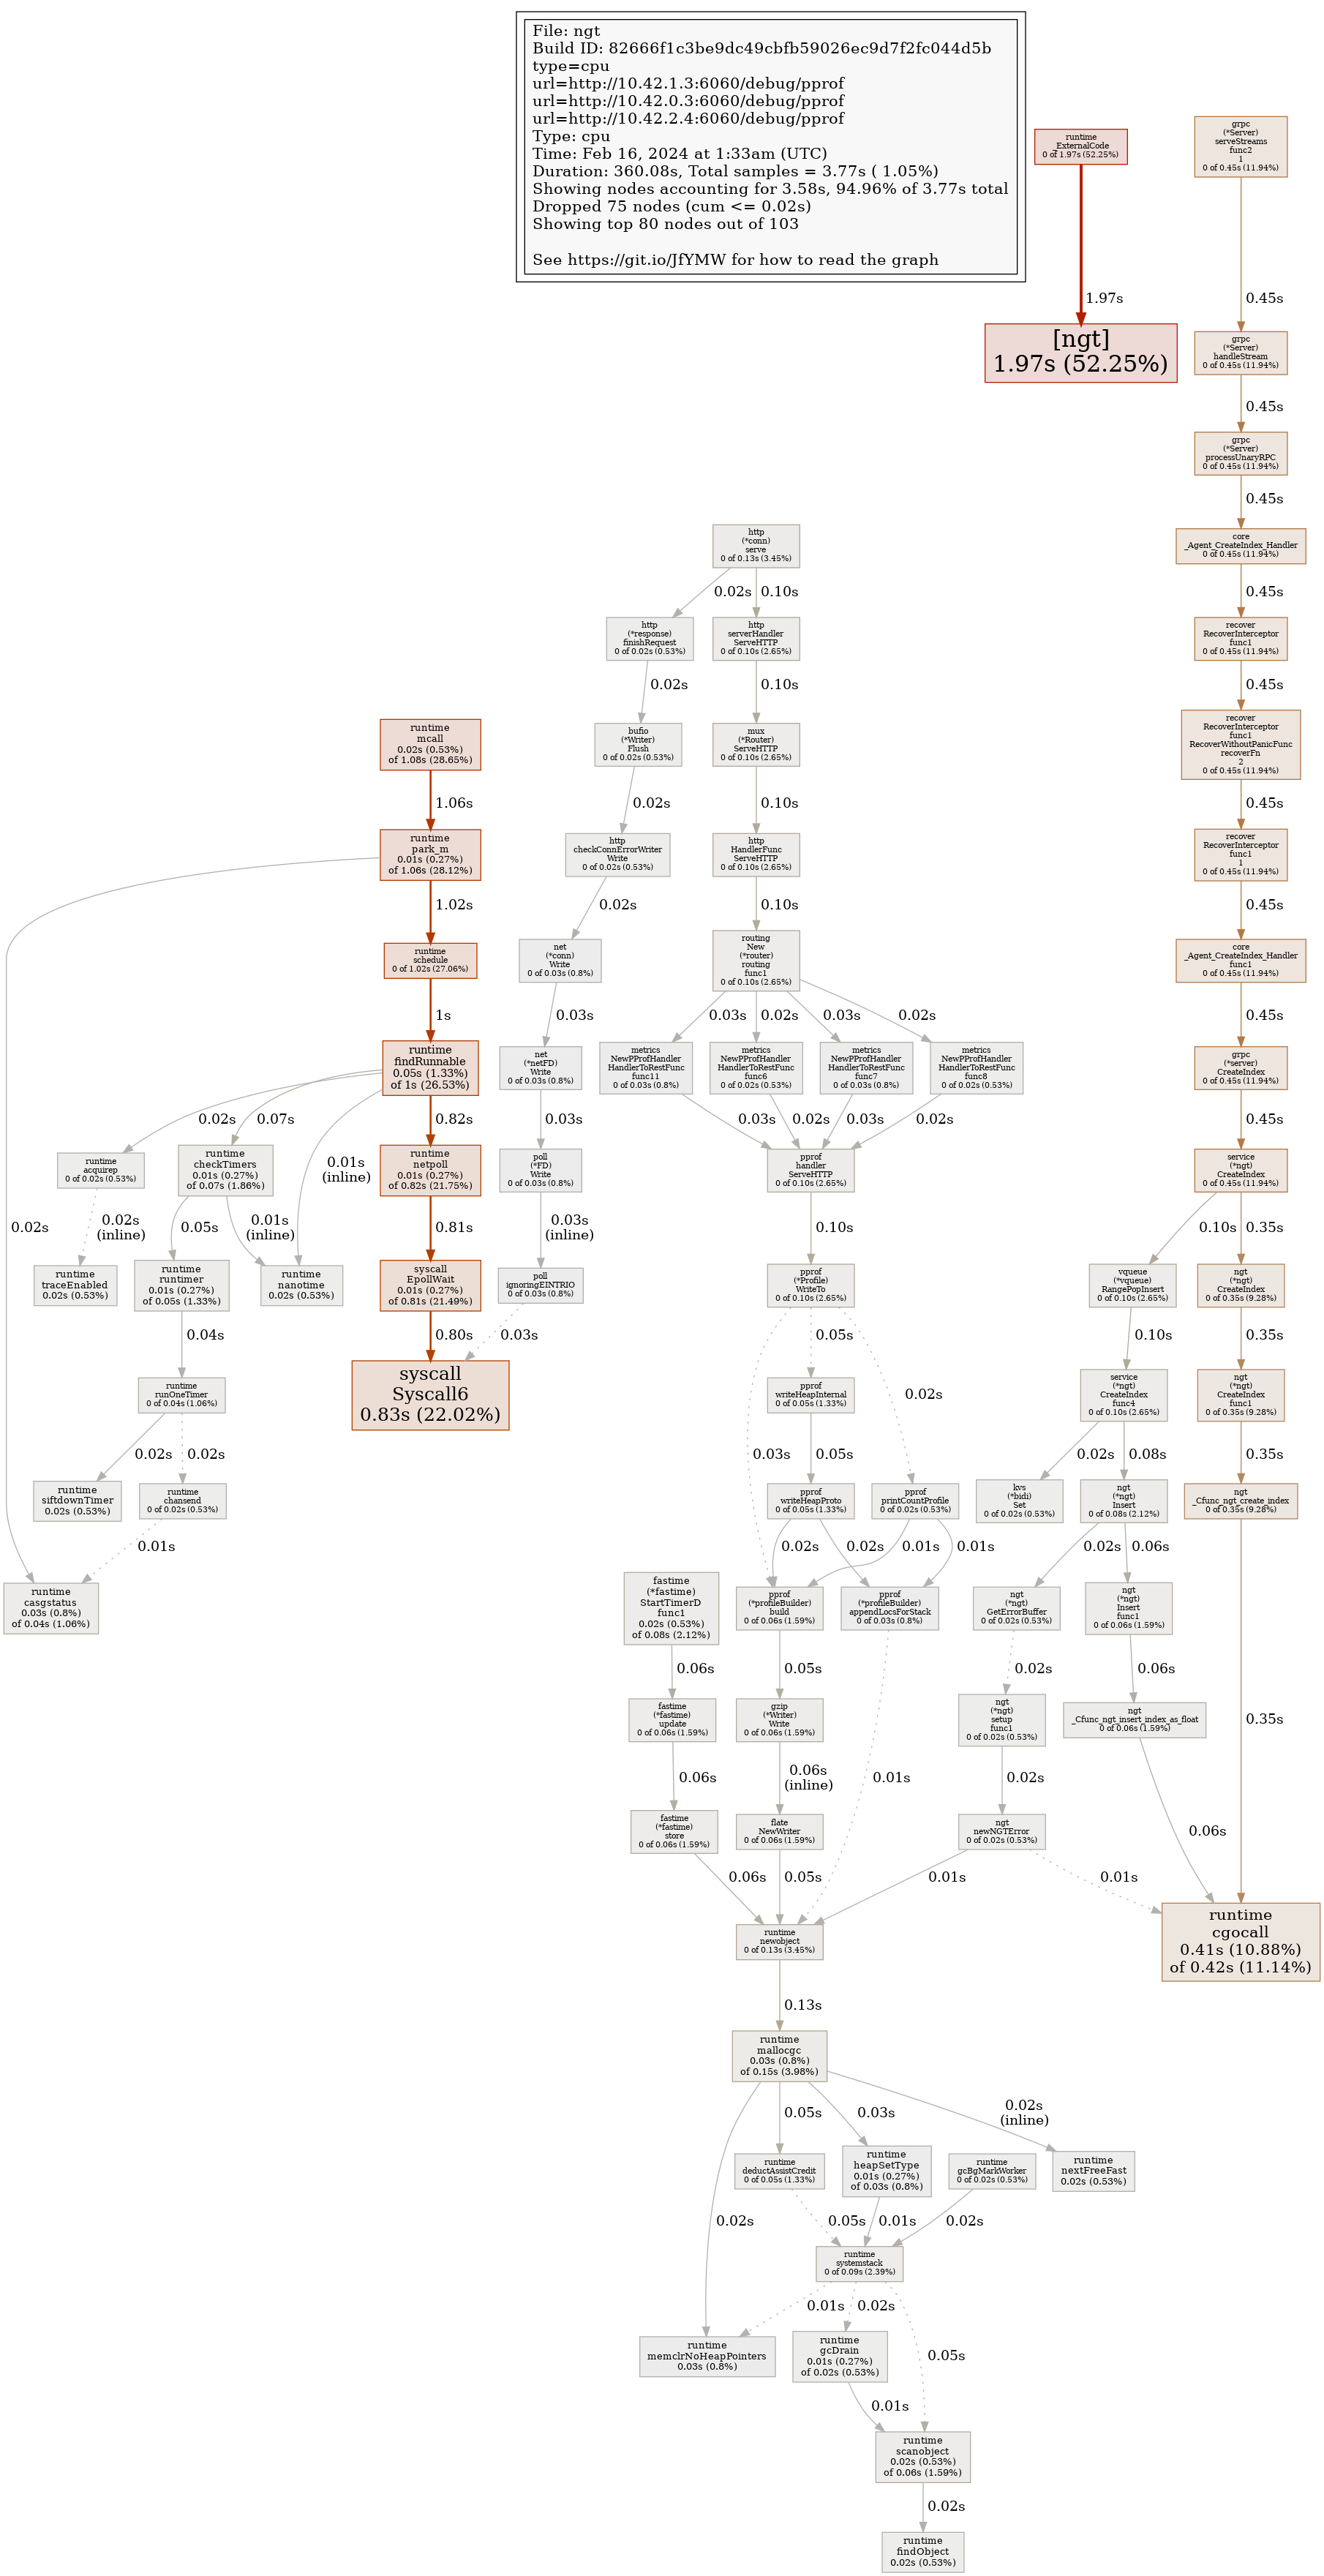 File: ngt
Build ID: 82666f1c3be9dc49cbfb59026ec9d7f2fc044d5b
type=cpu
url=http://10.42.1.3:6060/debug/pprof
url=http://10.42.0.3:6060/debug/pprof
url=http://10.42.2.4:6060/debug/pprof
Type: cpu
Time: Feb 16, 2024 at 1:33am (UTC)
Duration: 360.08s, Total samples = 3.77s ( 1.05%)
Showing nodes accounting for 3.58s, 94.96% of 3.77s total
Dropped 75 nodes (cum <= 0.02s)
Showing top 80 nodes out of 103
See https://git.io/JfYMW for how to read the graph
runtime
_ExternalCode
0 of 1.97s (52.25%)
1.97s
[ngt]
1.97s (52.25%)
grpc
(*Server)
serveStreams
func2
1
0 of 0.45s (11.94%)
0.45s
grpc
(*Server)
handleStream
0 of 0.45s (11.94%)
0.45s
grpc
(*Server)
processUnaryRPC
0 of 0.45s (11.94%)
0.45s
core
_Agent_CreateIndex_Handler
0 of 0.45s (11.94%)
0.45s
recover
RecoverInterceptor
func1
0 of 0.45s (11.94%)
0.45s
recover
RecoverInterceptor
func1
RecoverWithoutPanicFunc
recoverFn
2
0 of 0.45s (11.94%)
0.45s
recover
RecoverInterceptor
func1
1
0 of 0.45s (11.94%)
0.45s
core
_Agent_CreateIndex_Handler
func1
0 of 0.45s (11.94%)
0.45s
grpc
(*server)
CreateIndex
0 of 0.45s (11.94%)
0.45s
service
(*ngt)
CreateIndex
0 of 0.45s (11.94%)
0.10s
0.35s
vqueue
(*vqueue)
RangePopInsert
0 of 0.10s (2.65%)
0.10s
ngt
(*ngt)
CreateIndex
0 of 0.35s (9.28%)
0.35s
service
(*ngt)
CreateIndex
func4
0 of 0.10s (2.65%)
0.02s
0.08s
ngt
(*ngt)
CreateIndex
func1
0 of 0.35s (9.28%)
0.35s
kvs
(*bidi)
Set
0 of 0.02s (0.53%)
ngt
(*ngt)
Insert
0 of 0.08s (2.12%)
0.02s
0.06s
ngt
_Cfunc_ngt_create_index
0 of 0.35s (9.28%)
0.35s
ngt
(*ngt)
GetErrorBuffer
0 of 0.02s (0.53%)
0.02s
ngt
(*ngt)
Insert
func1
0 of 0.06s (1.59%)
0.06s
ngt
(*ngt)
setup
func1
0 of 0.02s (0.53%)
0.02s
ngt
_Cfunc_ngt_insert_index_as_float
0 of 0.06s (1.59%)
0.06s
ngt
newNGTError
0 of 0.02s (0.53%)
0.01s
0.01s
runtime
cgocall
0.41s (10.88%)
of 0.42s (11.14%)
http
(*conn)
serve
0 of 0.13s (3.45%)
0.02s
0.10s
http
(*response)
finishRequest
0 of 0.02s (0.53%)
0.02s
http
serverHandler
ServeHTTP
0 of 0.10s (2.65%)
0.10s
bufio
(*Writer)
Flush
0 of 0.02s (0.53%)
0.02s
mux
(*Router)
ServeHTTP
0 of 0.10s (2.65%)
0.10s
http
checkConnErrorWriter
Write
0 of 0.02s (0.53%)
0.02s
http
HandlerFunc
ServeHTTP
0 of 0.10s (2.65%)
0.10s
net
(*conn)
Write
0 of 0.03s (0.8%)
0.03s
routing
New
(*router)
routing
func1
0 of 0.10s (2.65%)
0.03s
0.02s
0.03s
0.02s
net
(*netFD)
Write
0 of 0.03s (0.8%)
0.03s
metrics
NewPProfHandler
HandlerToRestFunc
func11
0 of 0.03s (0.8%)
0.03s
metrics
NewPProfHandler
HandlerToRestFunc
func6
0 of 0.02s (0.53%)
0.02s
metrics
NewPProfHandler
HandlerToRestFunc
func7
0 of 0.03s (0.8%)
0.03s
metrics
NewPProfHandler
HandlerToRestFunc
func8
0 of 0.02s (0.53%)
0.02s
poll
(*FD)
Write
0 of 0.03s (0.8%)
0.03s
(inline)
pprof
handler
ServeHTTP
0 of 0.10s (2.65%)
0.10s
poll
ignoringEINTRIO
0 of 0.03s (0.8%)
0.03s
pprof
(*Profile)
WriteTo
0 of 0.10s (2.65%)
0.03s
0.05s
0.02s
pprof
writeHeapInternal
0 of 0.05s (1.33%)
0.05s
pprof
writeHeapProto
0 of 0.05s (1.33%)
0.02s
0.02s
pprof
printCountProfile
0 of 0.02s (0.53%)
0.01s
0.01s
runtime
mcall
0.02s (0.53%)
of 1.08s (28.65%)
1.06s
runtime
park_m
0.01s (0.27%)
of 1.06s (28.12%)
1.02s
0.02s
runtime
schedule
0 of 1.02s (27.06%)
1s
runtime
findRunnable
0.05s (1.33%)
of 1s (26.53%)
0.02s
0.07s
0.01s
(inline)
0.82s
runtime
acquirep
0 of 0.02s (0.53%)
0.02s
(inline)
runtime
checkTimers
0.01s (0.27%)
of 0.07s (1.86%)
0.05s
0.01s
(inline)
runtime
netpoll
0.01s (0.27%)
of 0.82s (21.75%)
0.81s
runtime
traceEnabled
0.02s (0.53%)
runtime
runtimer
0.01s (0.27%)
of 0.05s (1.33%)
0.04s
runtime
nanotime
0.02s (0.53%)
syscall
EpollWait
0.01s (0.27%)
of 0.81s (21.49%)
0.80s
syscall
Syscall6
0.83s (22.02%)
runtime
runOneTimer
0 of 0.04s (1.06%)
0.02s
0.02s
runtime
siftdownTimer
0.02s (0.53%)
runtime
chansend
0 of 0.02s (0.53%)
0.01s
runtime
casgstatus
0.03s (0.8%)
of 0.04s (1.06%)
fastime
(*fastime)
StartTimerD
func1
0.02s (0.53%)
of 0.08s (2.12%)
0.06s
pprof
(*profileBuilder)
build
0 of 0.06s (1.59%)
0.05s
pprof
(*profileBuilder)
appendLocsForStack
0 of 0.03s (0.8%)
0.01s
fastime
(*fastime)
update
0 of 0.06s (1.59%)
0.06s
gzip
(*Writer)
Write
0 of 0.06s (1.59%)
0.06s
(inline)
fastime
(*fastime)
store
0 of 0.06s (1.59%)
0.06s
flate
NewWriter
0 of 0.06s (1.59%)
0.05s
runtime
newobject
0 of 0.13s (3.45%)
0.13s
runtime
mallocgc
0.03s (0.8%)
of 0.15s (3.98%)
0.02s
0.05s
0.03s
0.02s
(inline)
runtime
deductAssistCredit
0 of 0.05s (1.33%)
0.05s
runtime
heapSetType
0.01s (0.27%)
of 0.03s (0.8%)
0.01s
runtime
gcBgMarkWorker
0 of 0.02s (0.53%)
0.02s
runtime
nextFreeFast
0.02s (0.53%)
runtime
systemstack
0 of 0.09s (2.39%)
0.01s
0.02s
0.05s
runtime
memclrNoHeapPointers
0.03s (0.8%)
runtime
gcDrain
0.01s (0.27%)
of 0.02s (0.53%)
0.01s
runtime
scanobject
0.02s (0.53%)
of 0.06s (1.59%)
0.02s
runtime
findObject
0.02s (0.53%)